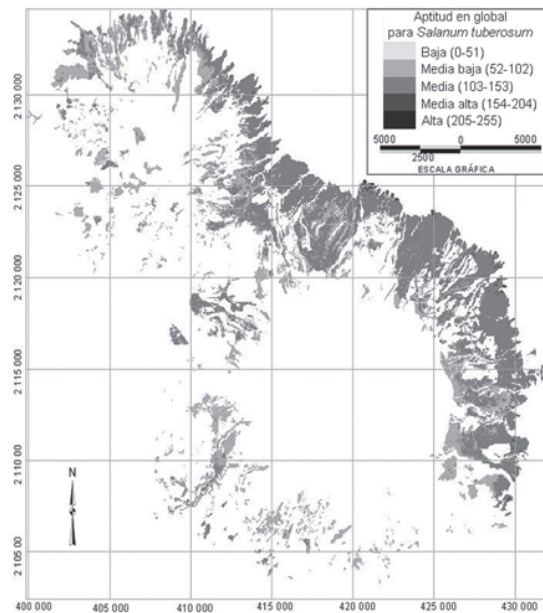 Aptitud en global
para Salanum tuberosum
Baja (0-51)
Media baja (52-102)
Media (103-153)
Media alta (154-204)
Alta (205-255)
5000 0 5000
2500
ESCALA GRÁFICA
2 130 000
2 125 000
2 120 000
2 115 000
2 110 00
2 105 00
N
400 000 405 000 410 000 415 000 420 000 425 000 430 000